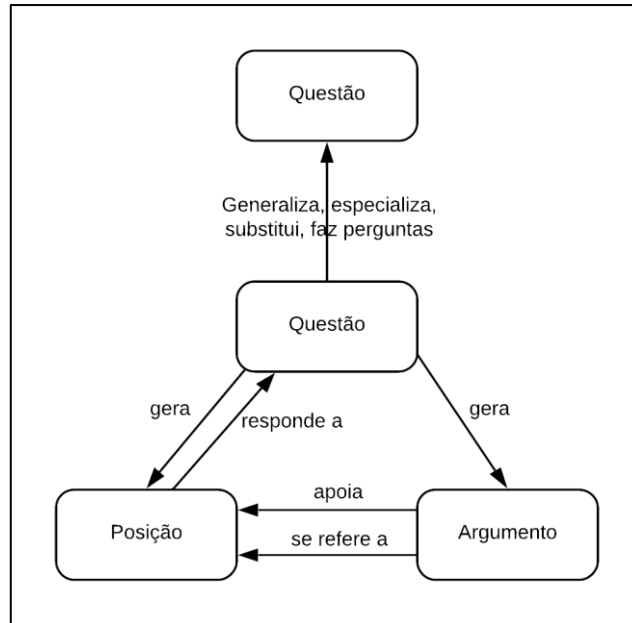 Questão
Generaliza, especializa,
substitui, faz perguntas
Questão
gera
responde a
gera
apoia
Posição
se refere a
Argumento